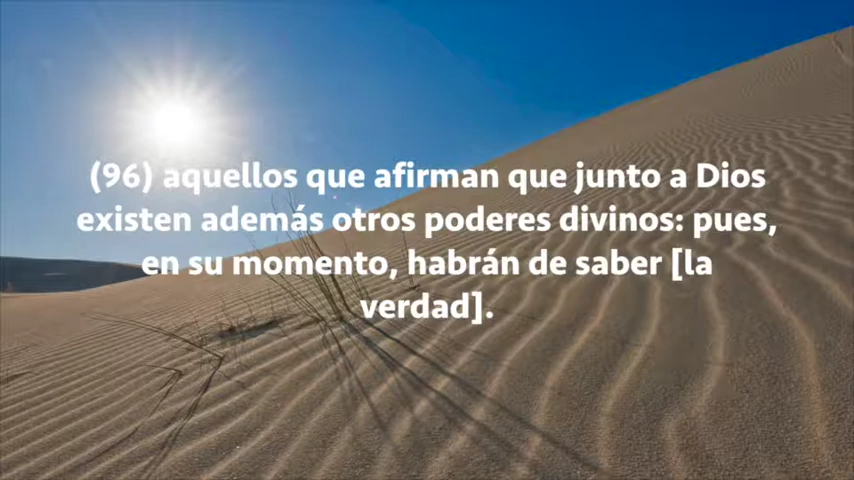 (96) aquellos que afirman que junto a Dios
existen además otros poderes divinos: pues,
en su momento, habrán de saber [la
verdad].